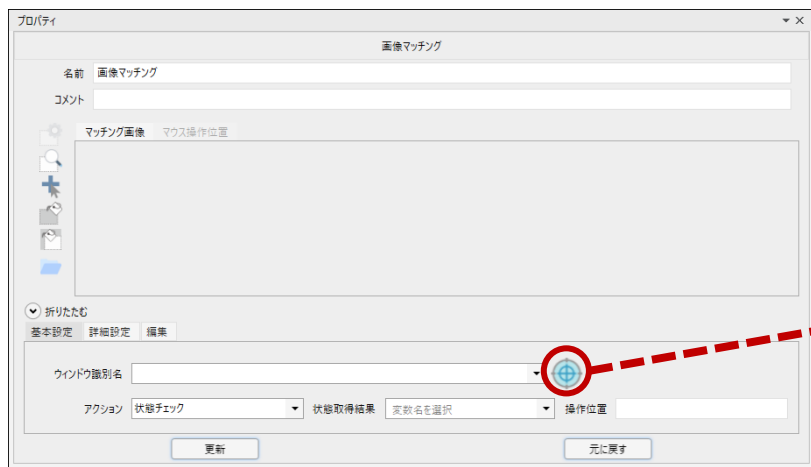 プロパティ
画像マッチング
名前 画像マッチング
コメント
マッチング画像 マウス操作位置
折りたたむ
基本設定 詳細設定 編集
ウィンドウ識別名
アクション 状態チェック 状態取得結果 変数名を選択 操作位置
更新 元に戻す